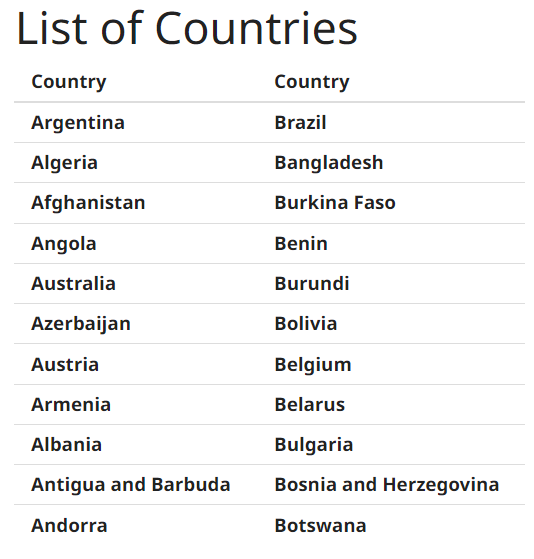 List of Countries
Country Country
Argentina Brazil
Algeria Bangladesh
Afghanistan Burkina Faso
Angola Benin
Australia Burundi
Azerbaijan Bolivia
Austria Belgium
Armenia Belarus
Albania Bulgaria
Antigua and Barbuda Bosnia and Herzegovina
Andorra Botswana